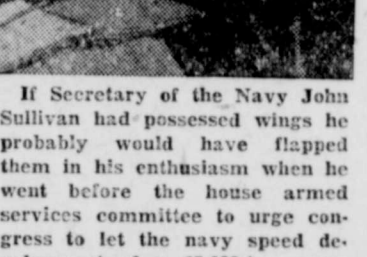 If Secretary of the Navy John
Sullivan had possessed wings he
probably would have flapped
them in his enthusiasm when he
went before the house armed
services committee to urge con-
gress to let the navy speed de-